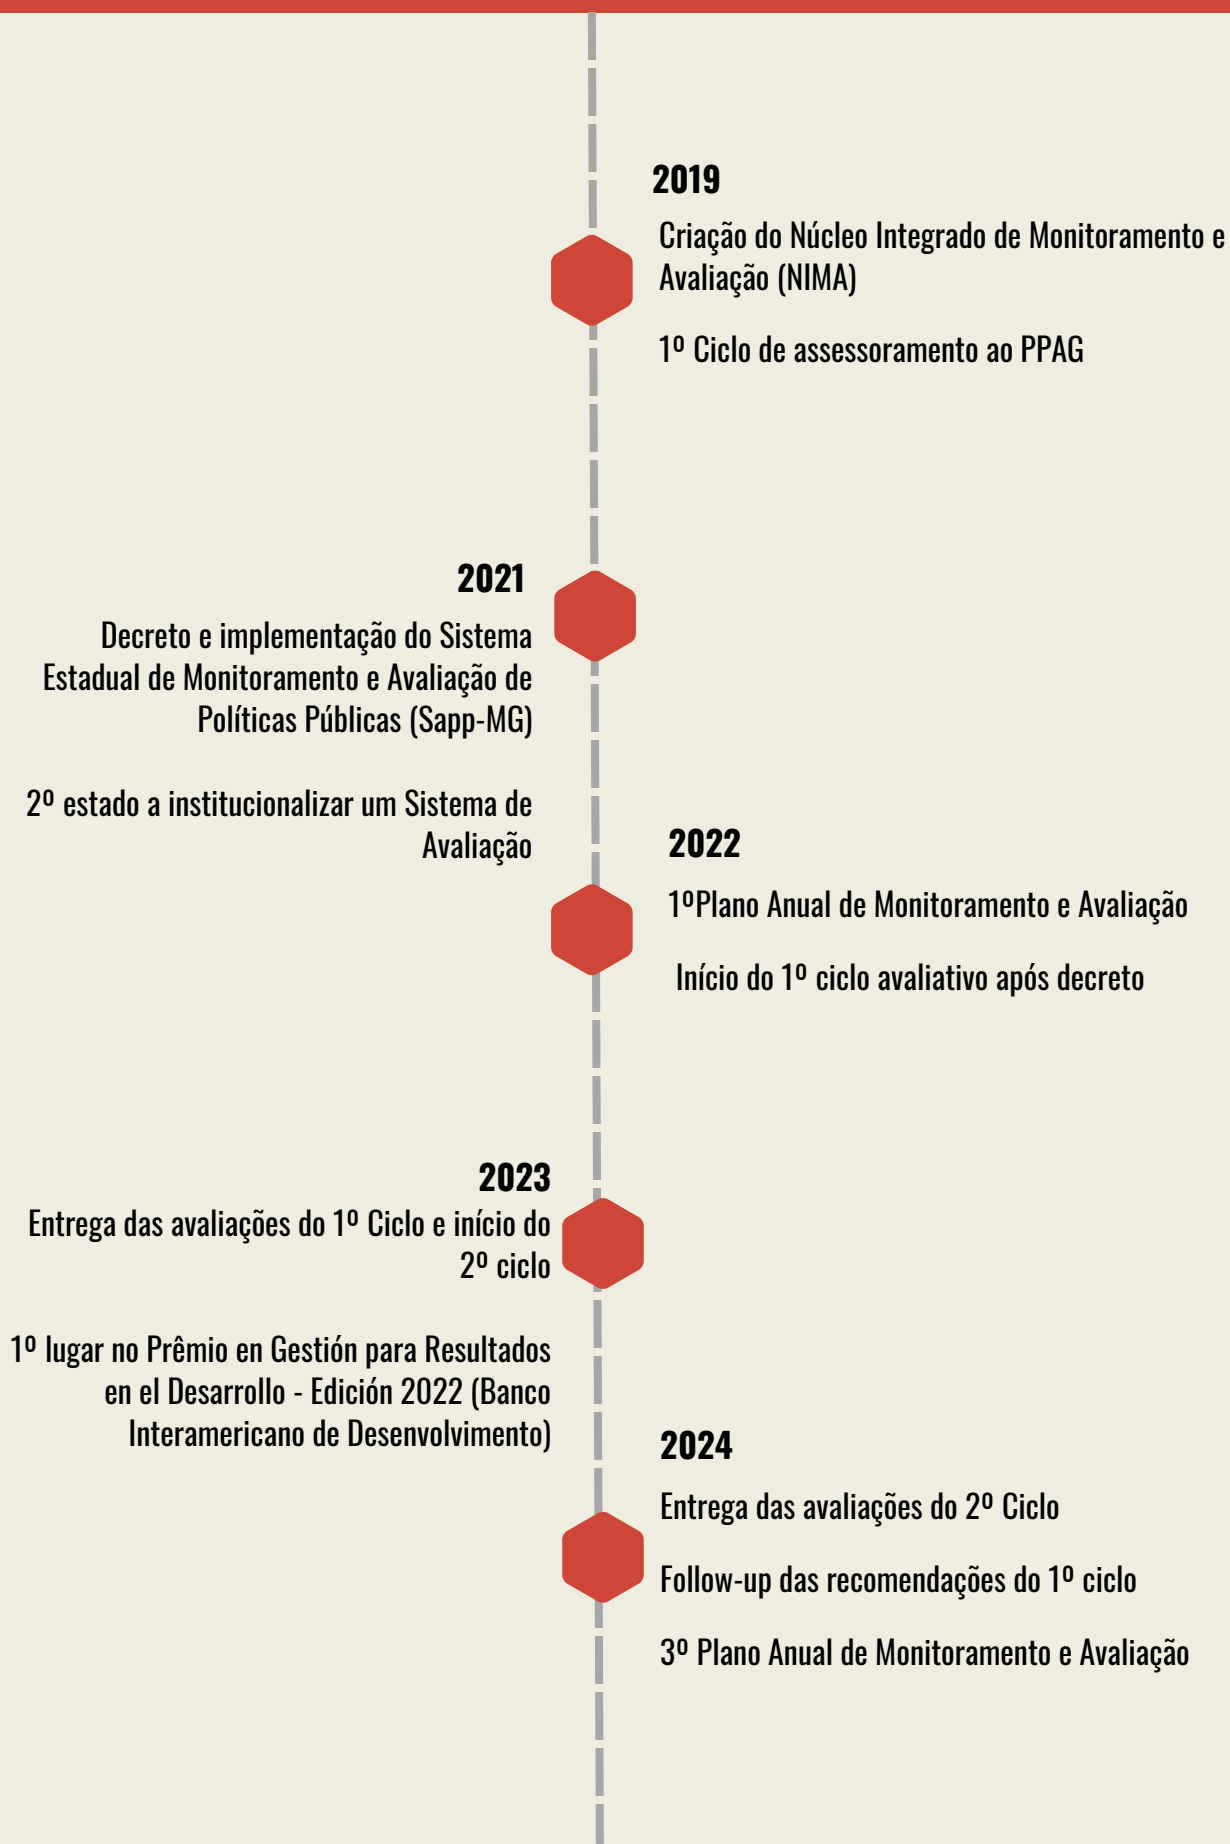 2019
Criação do Núcleo Integrado de Monitoramento e
Avaliação (NIMA)
1º Ciclo de assessoramento ao PPAG
2021
Decreto e implementação do Sistema
Estadual de Monitoramento e Avaliação de
Políticas Públicas (Sapp-MG)
2º estado a institucionalizar um Sistema de
Avaliação
2022
1ºPlano Anual de Monitoramento e Avaliação
Início do 1º ciclo avaliativo após decreto
2023
Entrega das avaliações do 1º Ciclo e início do
2º ciclo
1º lugar no Prêmio en Gestión para Resultados
en el Desarrollo - Edición 2022 (Banco
Interamericano de Desenvolvimento)
2024
Entrega das avaliações do 2º Ciclo
Follow-up das recomendações do 1º ciclo
3º Plano Anual de Monitoramento e Avaliação